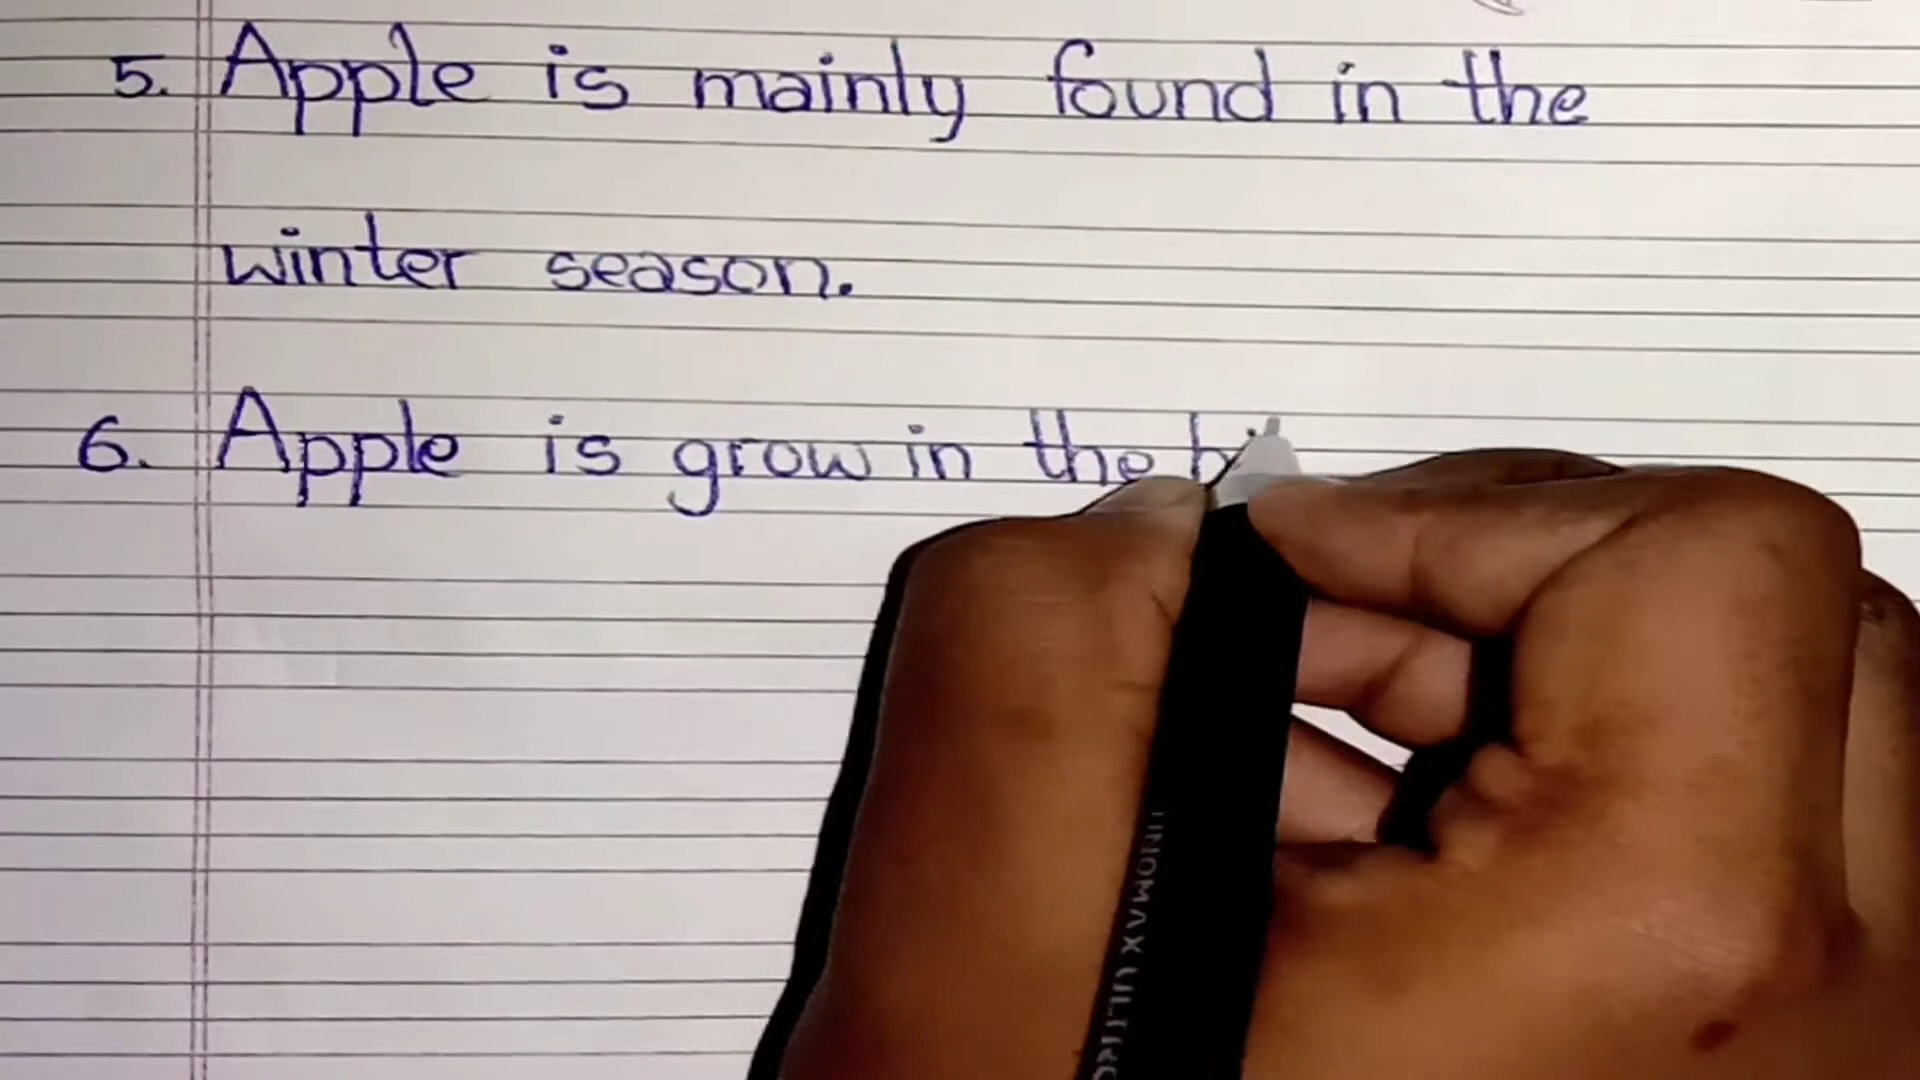 5. Apple is mainly found in the
winter season.
6. Apple is grow in the